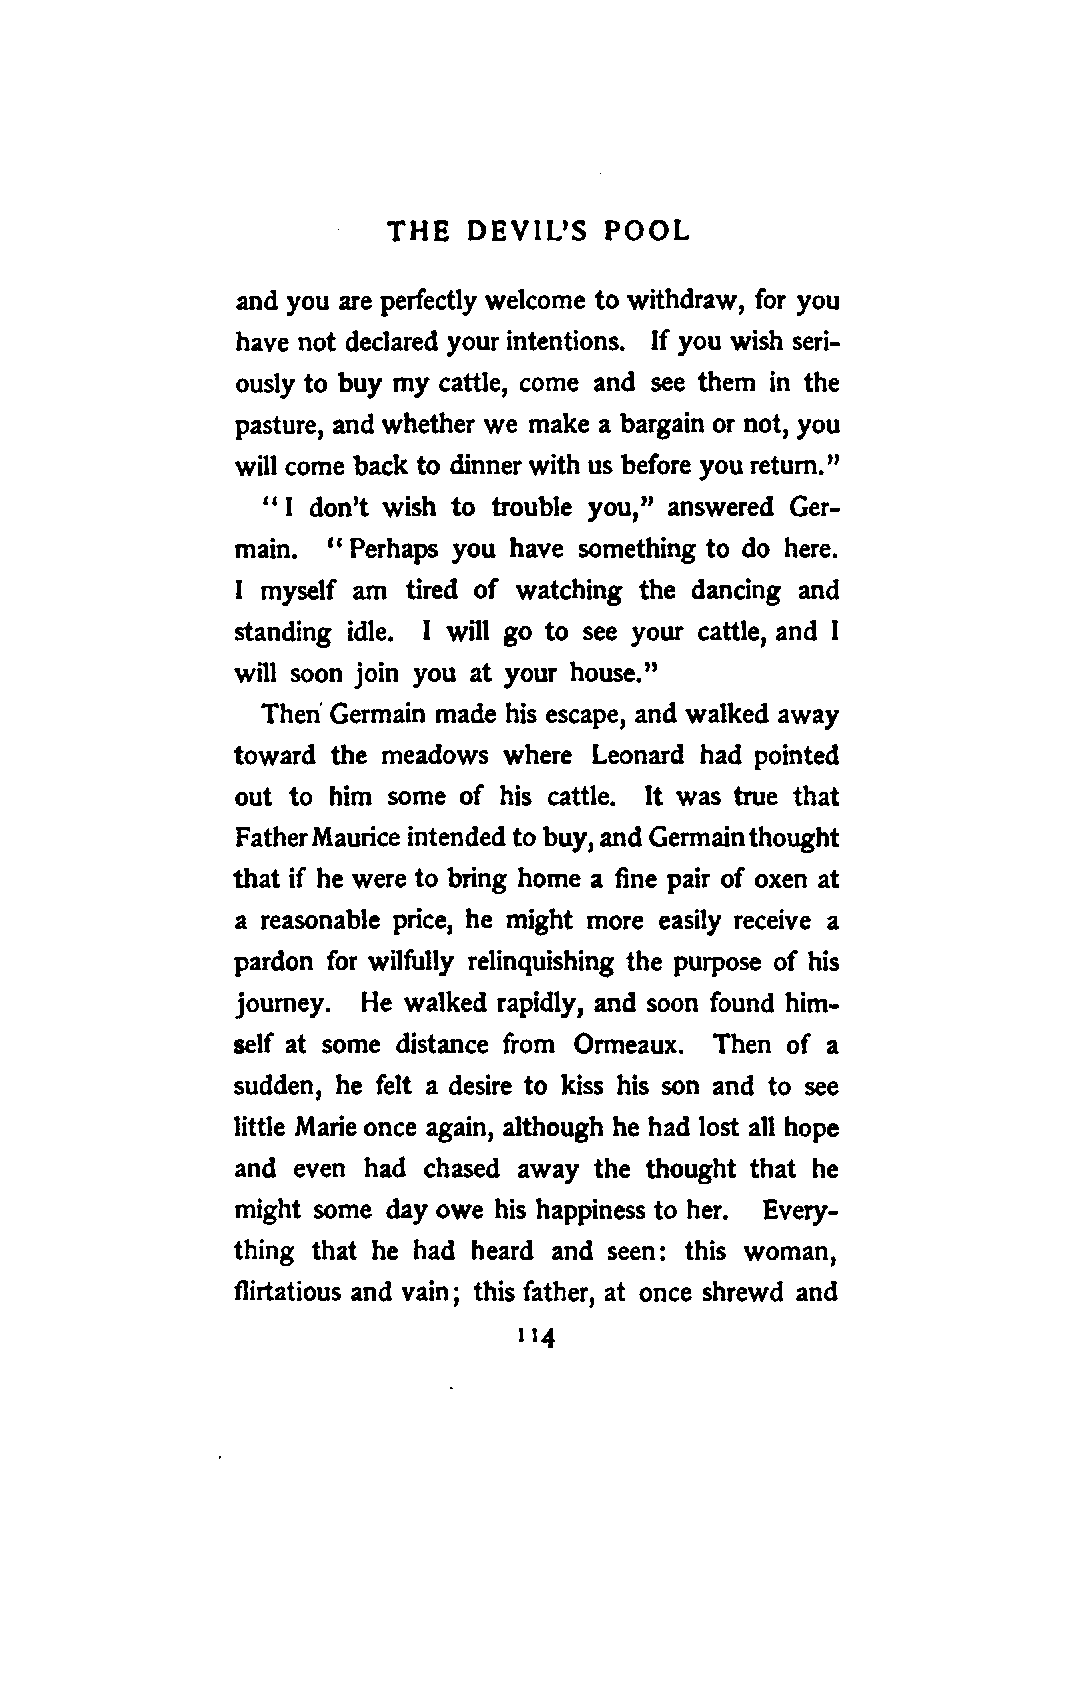 THE DEVIL'S POOL
and you are perfectly welcome to withdraw, for you
have not declared your intentions. If you wish seri-
ously to buy my cattle, come and see them in the
pasture, and whether we make a bargain or not, you
will come back to dinner with us before you return."
"I don't wish to trouble you," answered Ger-
main. "Perhaps you have something to do here.
I myself am tired of watching the dancing and
standing idle. I will go to see your cattle, and I
will soon join you at your house."
Then Germain made his escape, and walked away
toward the meadows where Leonard had pointed
out to him some of his cattle. It was true that
Father Maurice intended to buy, and Germain thought
that if he were to bring home a fine pair of oxen at
a reasonable price, he might more easily receive a
pardon for wilfully relinquishing the purpose of his
journey. He walked rapidly, and soon found him-
self at some distance from Ormeaux. Then of a
sudden, he felt a desire to kiss his son and to see
little Marie once again, although he had lost all hope
and even had chased away the thought that he
might some day owe his happiness to her. Every-
thing that he had heard and seen: this woman,
flirtatious and vain; this father, at once shrewd and
114